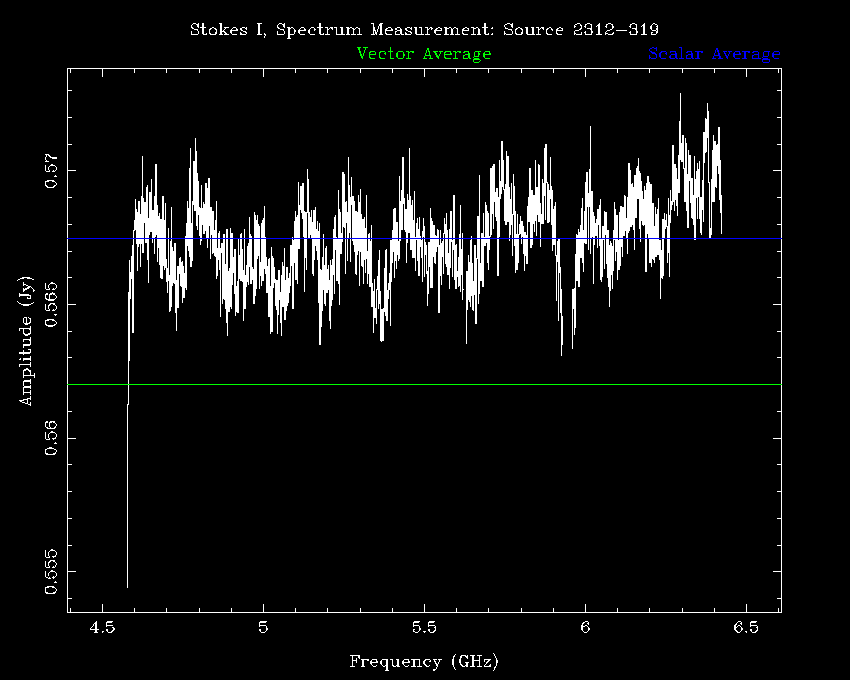 Stokes I, Spectrum Measurement: Source 2312-319
Vector Average Scalar Average
0.57
0.565
0.56
0.555
Amplitude (Jy)
4.5 5 5.5 6 6.5
Frequency (GHz)